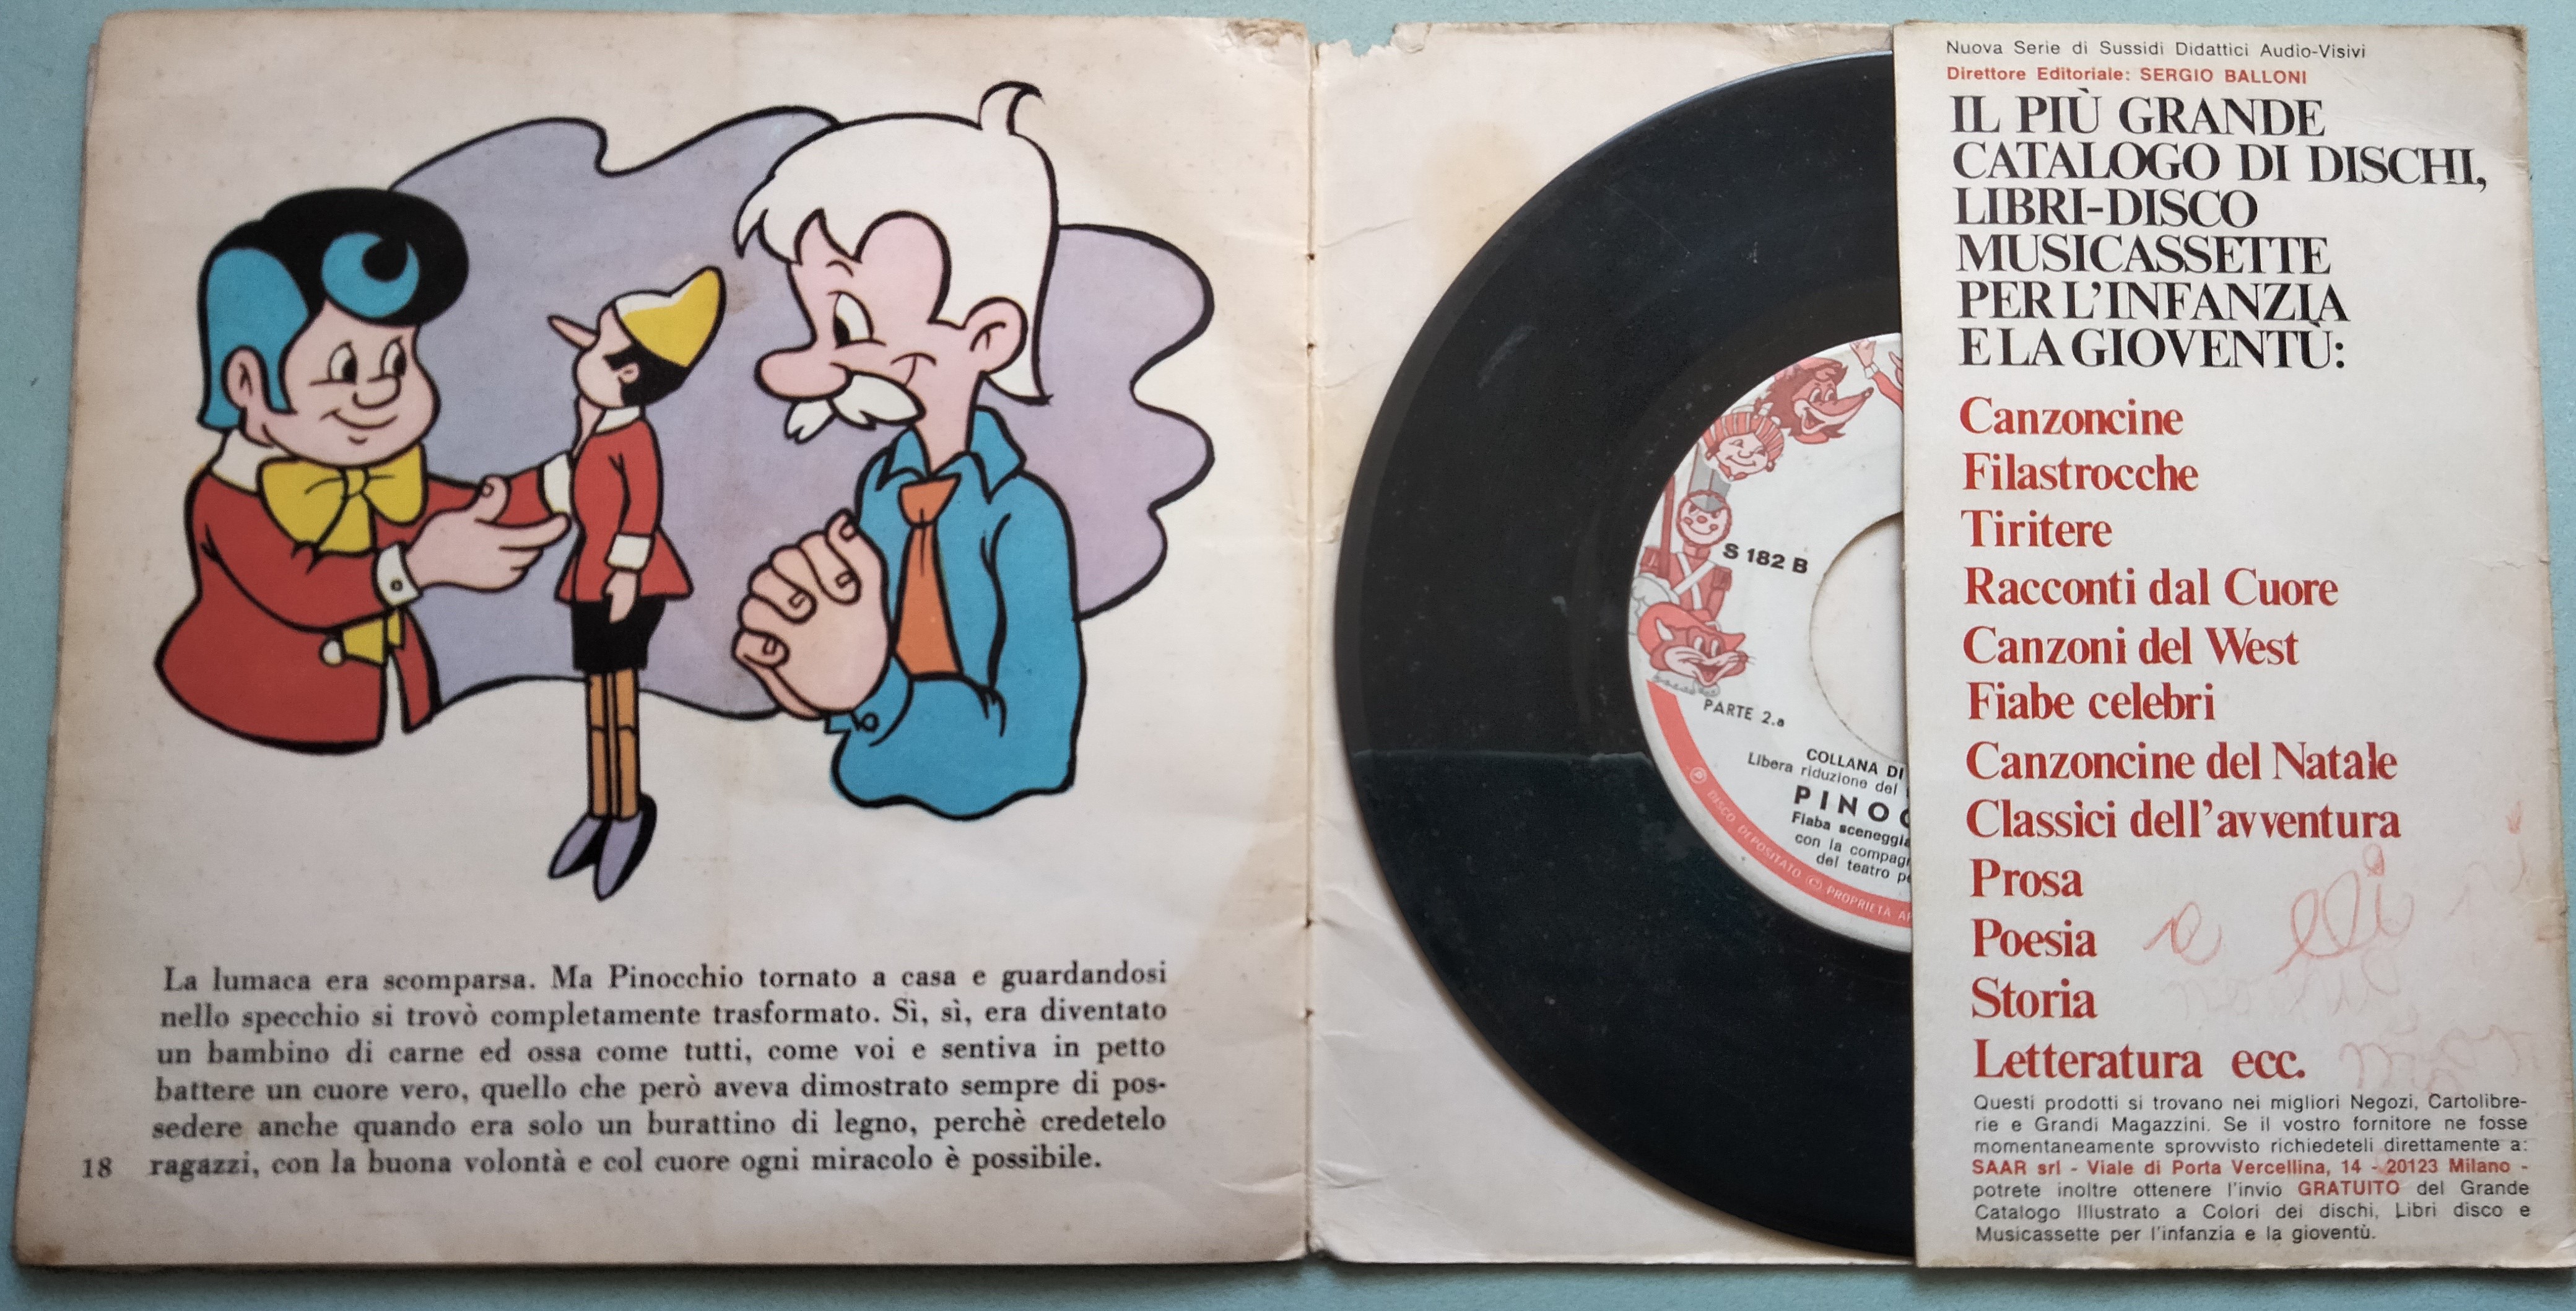 La lumaca era scomparsa. Ma Pinocchio tornato a casa e guardandosi
nello specchio si trovò completamente trasformato. Sì, sì, era diventato
un bambino di carne ed ossa come tutti, come voi e sentiva in petto
battere un cuore vero, quello che però aveva dimostrato sempre di pos-
sedere anche quando era solo un burattino di legno, perchè credetelo
18 ragazzi, con la buona volontà e col cuore ogni miracolo è possibile.
S 182 B
PARTE 2.a
COLLANA DI
Libera riduzione del
PINOC
Fiaba sceneggia
con la compag
del teatro pe
DISCO DEPOSITATO © PROPRIETÀ AR
Nuova Serie di Sussidi Didattici Audio-Visivi
Direttore Editoriale: SERGIO BALLONI
IL PIÙ GRANDE
CATALOGO DI DISCHI,
LIBRI-DISCO
MUSICASSETTE
PER L'INFANZIA
E LA GIOVENTÙ:
Canzoncine
Filastrocche
Tiritere
Racconti dal Cuore
Canzoni del West
Fiabe celebri
Canzoncine del Natale
Classici dell'avventura
Prosa
Poesia
Storia
Letteratura ecc.
Questi prodotti si trovano nei migliori Negozi, Cartolibre-
rie e Grandi Magazzini. Se il vostro fornitore ne fosse
momentaneamente sprovvisto richiedeteli direttamente a:
SAAR srl - Viale di Porta Vercellina, 14 - 20123 Milano -
potrete inoltre ottenere l'invio GRATUITO del Grande
Catalogo Illustrato a Colori dei dischi, Libri disco e
Musicassette per l'infanzia e la gioventù.